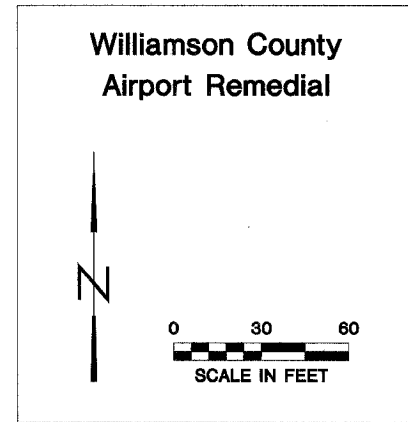 Williamson County
Airport Remedial
N
0 30 60
SCALE IN FEET